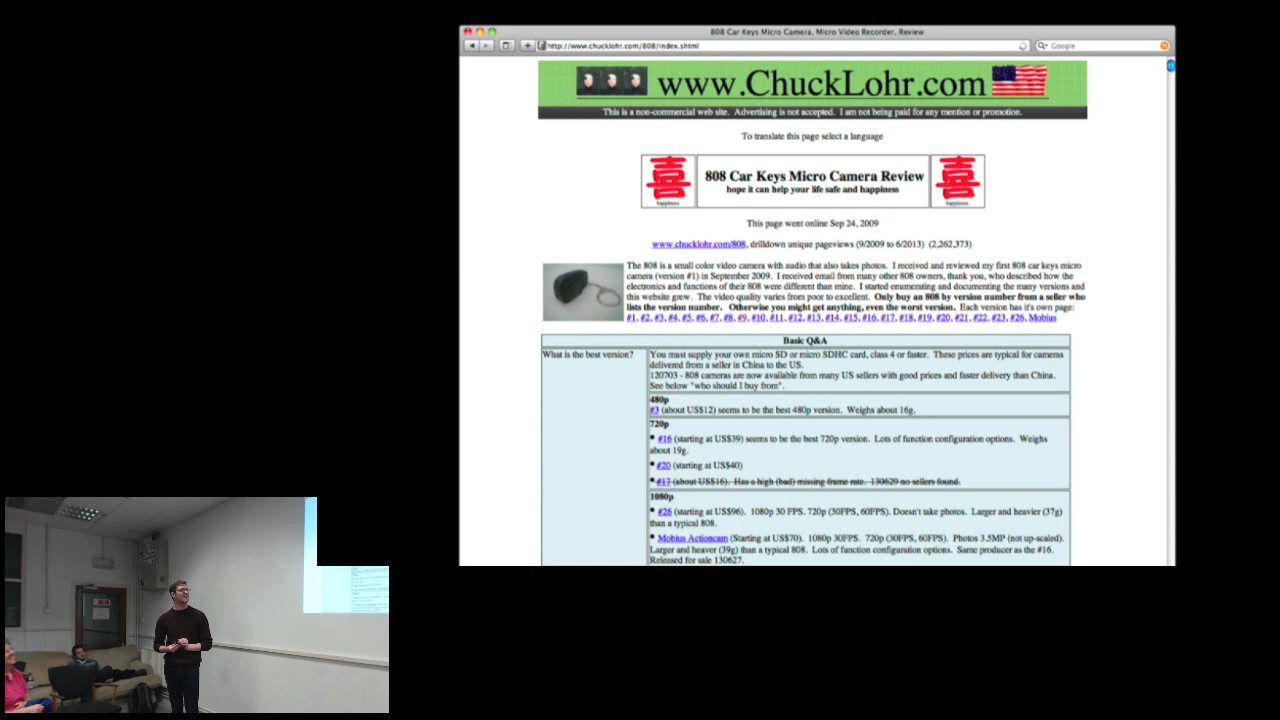 808 Car Keys Micro Camera, Micro Video Recorder, Review
http://www.chucklohr.com/808/index.shtml
Google
www.ChuckLohr.com
This is a non-commercial web site. Advertising is not accepted. I am not being paid for any mention or promotion.
To translate this page select a language
喜 808 Car Keys Micro Camera Review 喜
happiness hope it can help your life safe and happiness happiness
This page went online Sep 24, 2009
www.chucklohr.com/808, drilldown unique pageviews (9/2009 to 6/2013) (2,262,373)
The 808 is a small color video camera with audio that also takes photos. I received and reviewed my first 808 car keys micro
camera (version #1) in September 2009. I received email from many other 808 owners, thank you, who described how the
electronics and functions of their 808 were different than mine. I started enumerating and documenting the many versions and
this website grew. The video quality varies from poor to excellent. Only buy an 808 by version number from a seller who
lists the version number. Otherwise you might get anything, even the worst version. Each version has it's own page:
#1, #2, #3, #4, #5, #6, #7, #8, #9, #10, #11, #12, #13, #14, #15, #16, #17, #18, #19, #20, #21, #22, #23, #26, Mobius
Basic Q&A
What is the best version?
You must supply your own micro SD or micro SDHC card, class 4 or faster. These prices are typical for cameras
delivered from a seller in China to the US.
120703 - 808 cameras are now available from many US sellers with good prices and faster delivery than China.
See below "who should I buy from".
480p
#3 (about US$12) seems to be the best 480p version. Weighs about 16g.
720p
• #16 (starting at US$39) seems to be the best 720p version. Lots of function configuration options. Weighs
about 19g.
• #20 (starting at US$40)
• #17 (about US$16). Has a high (bad) missing frame rate. 130629 no sellers found.
1080p
• #26 (starting at US$96). 1080p 30 FPS. 720p (30FPS, 60FPS). Doesn't take photos. Larger and heavier (37g)
than a typical 808.
• Mobius Actioncam (Starting at US$70). 1080p 30FPS. 720p (30FPS, 60FPS). Photos 3.5MP (not up-scaled).
Larger and heaver (39g) than a typical 808. Lots of function configuration options. Same producer as the #16.
Released for sale 130627.